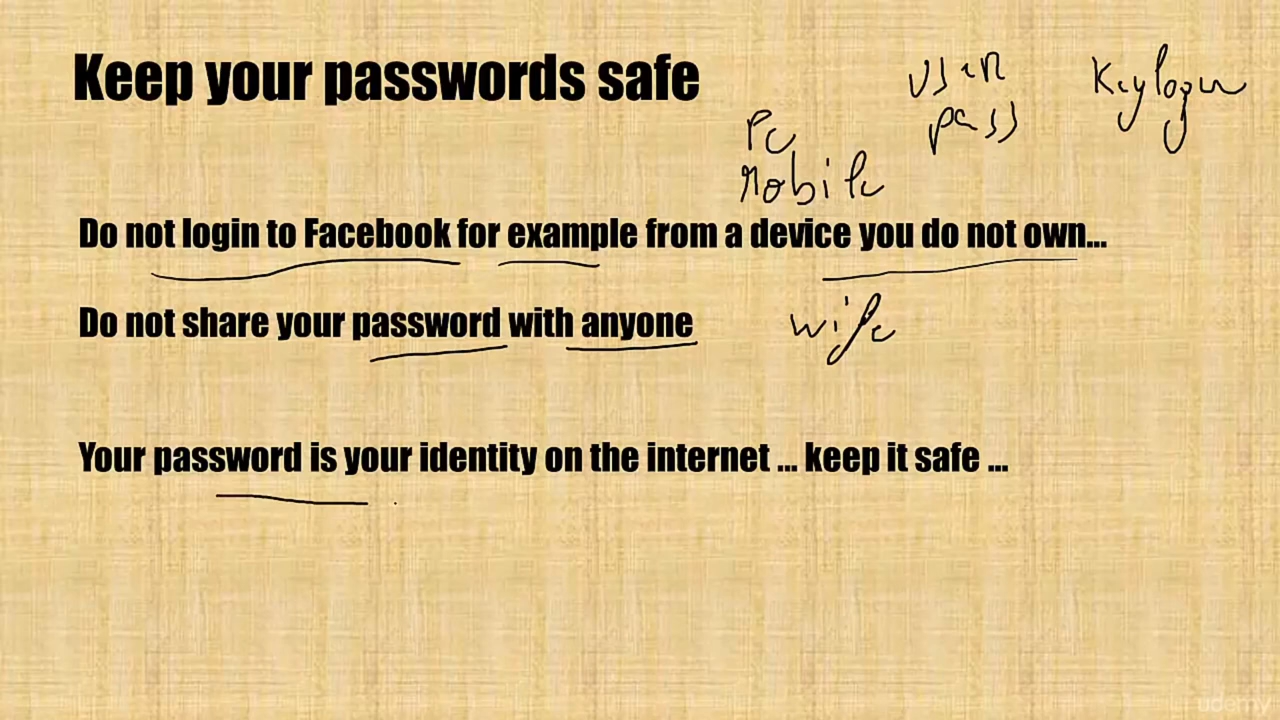 Keep your passwords safe
user
pass
Keylogger
Pc
Mobile
Do not login to Facebook for example from a device you do not own...
Do not share your password with anyone
wife
Your password is your identity on the internet ... keep it safe ...
udemy